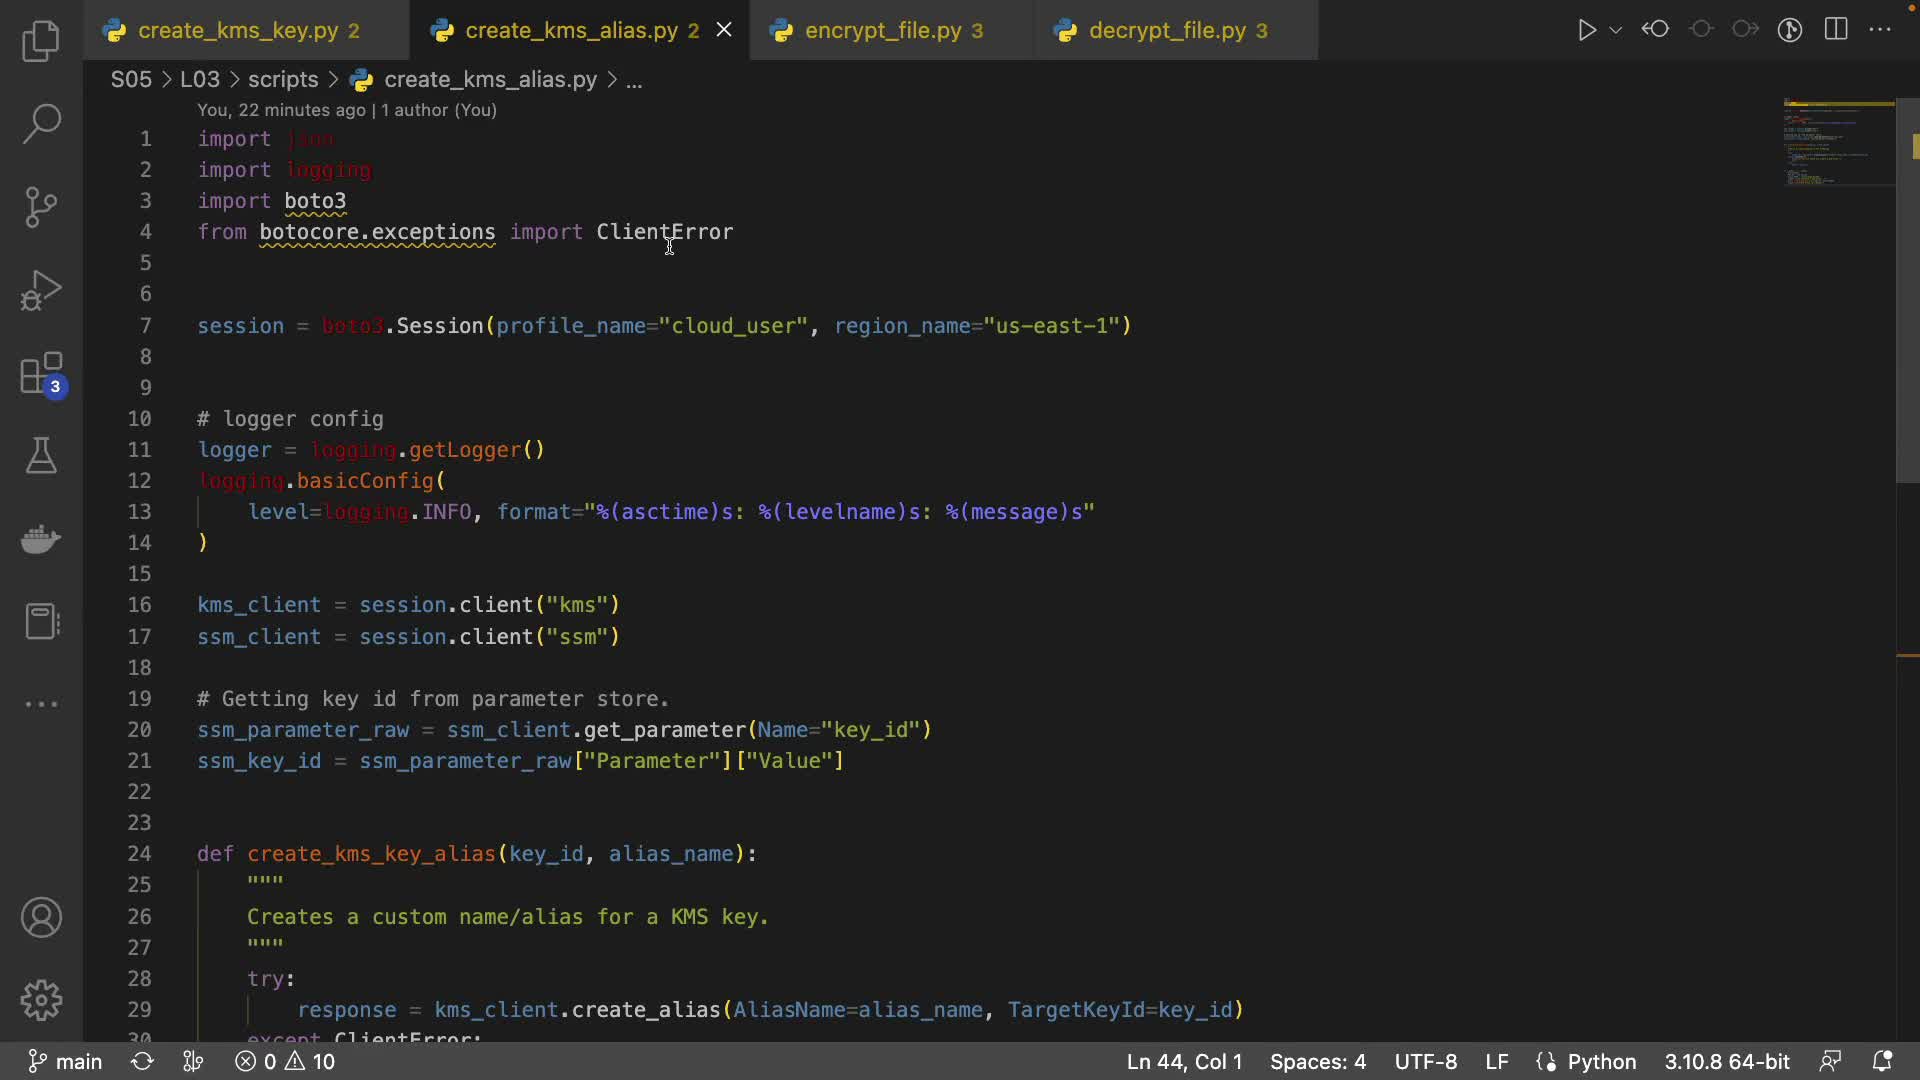 create_kms_key.py 2
create_kms_alias.py 2
encrypt_file.py 3
decrypt_file.py 3
S05 > L03 > scripts > create_kms_alias.py > ...
You, 22 minutes ago | 1 author (You)
1 import json
2 import logging
3 import boto3
4 from botocore.exceptions import ClientError
5
6
7 session = boto3.Session(profile_name="cloud_user", region_name="us-east-1")
8
9
10 # logger config
11 logger = logging.getLogger()
12 logging.basicConfig(
13 level=logging.INFO, format="%(asctime)s: %(levelname)s: %(message)s"
14 )
15
16 kms_client = session.client("kms")
17 ssm_client = session.client("ssm")
18
19 # Getting key id from parameter store.
20 ssm_parameter_raw = ssm_client.get_parameter(Name="key_id")
21 ssm_key_id = ssm_parameter_raw["Parameter"]["Value"]
22
23
24 def create_kms_key_alias(key_id, alias_name):
25 """
26 Creates a custom name/alias for a KMS key.
27 """
28 try:
29 response = kms_client.create_alias(AliasName=alias_name, TargetKeyId=key_id)
30 except ClientError:
3
main
0
10
Ln 44, Col 1
Spaces: 4
UTF-8
LF
Python
3.10.8 64-bit